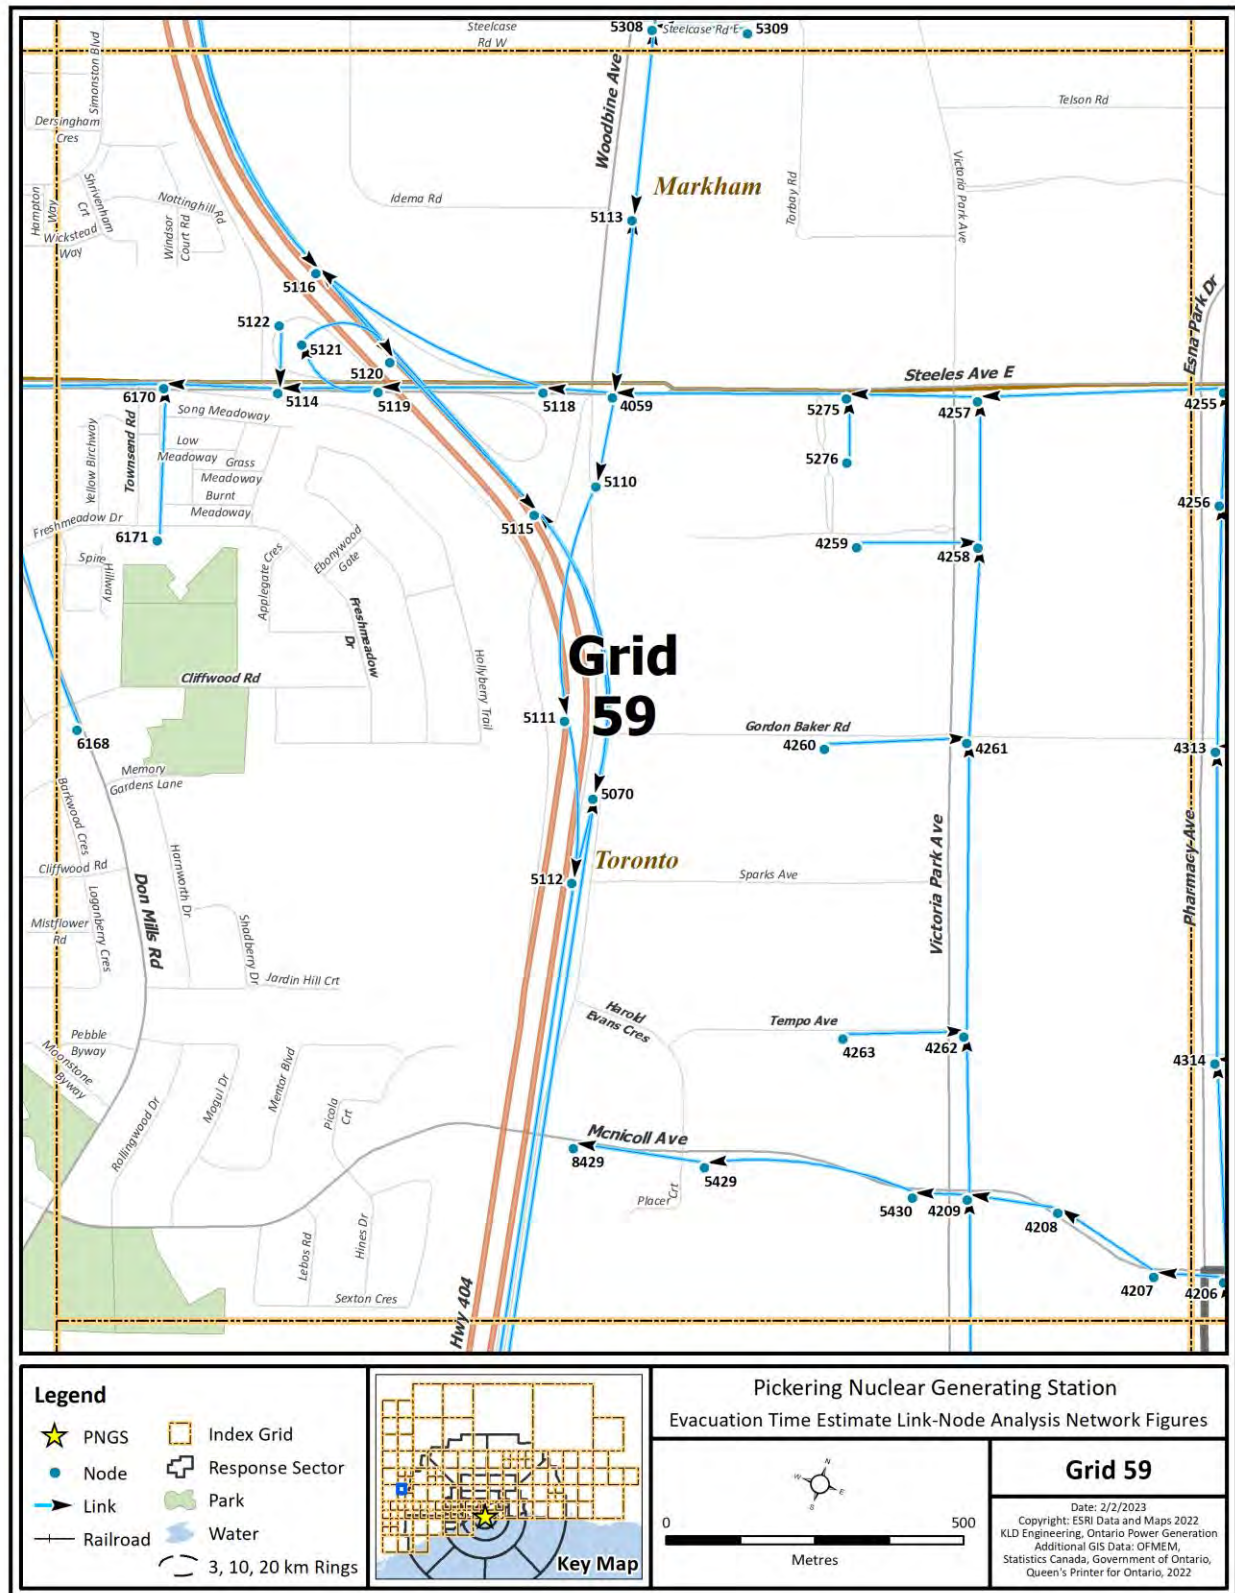 Steelcase
Rd W
5308
Steelcase Rd E
5309
Simonston Blvd
Woodbine Ave
Telson Rd
Dersingham
Cres
Shrivenham
Crt
Hampton
Way
Nottinghill Rd
Windsor
Court Rd
Wickstead
Way
Idema Rd
Markham
Torbay Rd
Victoria Park Ave
5113
5116
5122
5121
5120
Esna Park Dr
Steeles Ave E
6170
5114
5119
5118
4059
5275
4257
4255
Song Meadoway
Yellow Birchway
Townsend Rd
Low
Meadoway
Grass
Meadoway
Burnt
Meadoway
5276
5110
4256
Freshmeadow Dr
6171
5115
4259
4258
Spire
Hillway
Applegate Cres
Ebonywood
Gate
Freshmeadow
Dr
Hollyberry Trail
Cliffwood Rd
Grid
59
5111
Gordon Baker Rd
4260
4261
4313
6168
Memory
Gardens Lane
Barkwood Cres
5070
Harnworth Dr
Toronto
Victoria Park Ave
Pharmacy Ave
Cliffwood Rd
Don Mills Rd
5112
Sparks Ave
Loganberry Cres
Mistflower
Rd
Shadberry Dr
Jardin Hill Crt
Harold
Evans Cres
Tempo Ave
4263
4262
4314
Pebble
Byway
Moonstone
Byway
Rollingwood Dr
Mogul Dr
Mentor Blvd
Picola
Crt
Mcnicoll Ave
8429
5429
Placer Crt
5430
4209
4208
4207
4206
Lebos Rd
Hines Dr
Sexton Cres
Hwy 404
Legend
PNGS
Node
Link
Railroad
Index Grid
Response Sector
Park
Water
3, 10, 20 km Rings
Key Map
Pickering Nuclear Generating Station
Evacuation Time Estimate Link-Node Analysis Network Figures
N
W
E
S
0
500
Metres
Grid 59
Date: 2/2/2023
Copyright: ESRI Data and Maps 2022
KLD Engineering, Ontario Power Generation
Additional GIS Data: OFMEM,
Statistics Canada, Government of Ontario,
Queen's Printer for Ontario, 2022